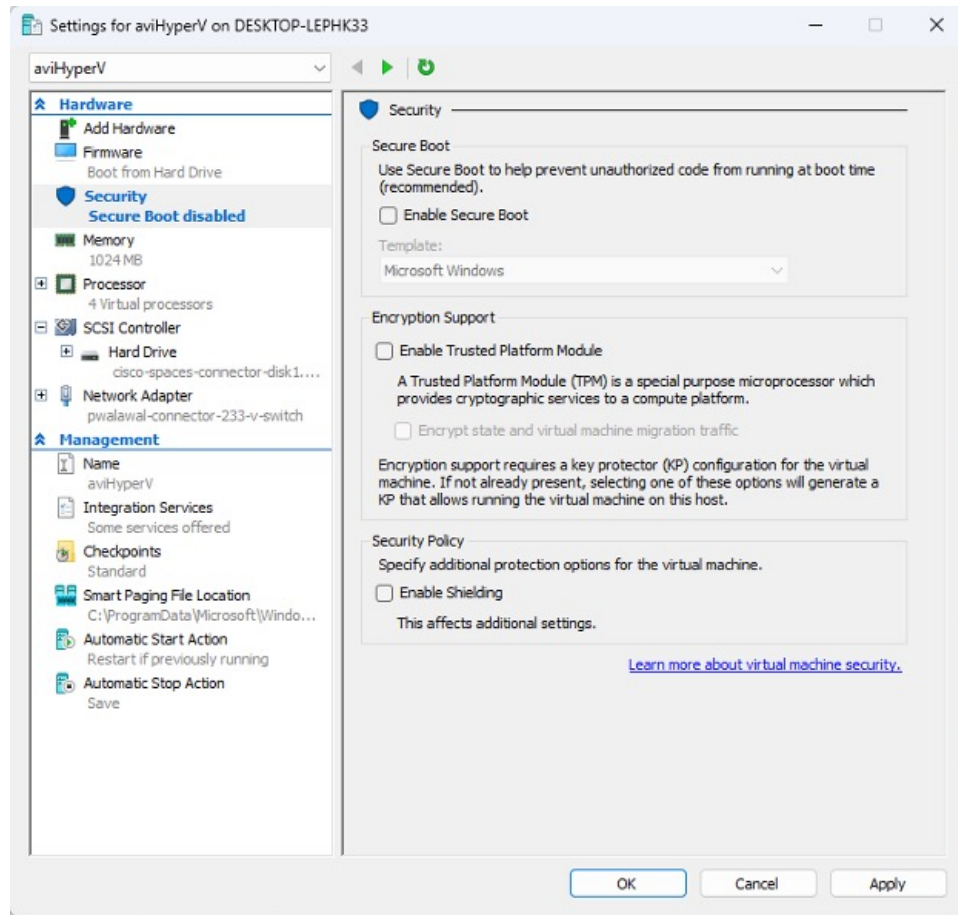 Settings for aviHyperV on DESKTOP-LEPHK33
aviHyperV
Hardware
Add Hardware
Firmware
Boot from Hard Drive
Security
Secure Boot disabled
Memory
1024 MB
Processor
4 Virtual processors
SCSI Controller
Hard Drive
cisco-spaces-connector-disk1....
Network Adapter
pwalawal-connector-233-v-switch
Management
Name
aviHyperV
Integration Services
Some services offered
Checkpoints
Standard
Smart Paging File Location
C:\ProgramData\Microsoft\Windo...
Automatic Start Action
Restart if previously running
Automatic Stop Action
Save
Security
Secure Boot
Use Secure Boot to help prevent unauthorized code from running at boot time
(recommended).
Enable Secure Boot
Template:
Microsoft Windows
Encryption Support
Enable Trusted Platform Module
A Trusted Platform Module (TPM) is a special purpose microprocessor which
provides cryptographic services to a compute platform.
Encrypt state and virtual machine migration traffic
Encryption support requires a key protector (KP) configuration for the virtual
machine. If not already present, selecting one of these options will generate a
KP that allows running the virtual machine on this host.
Security Policy
Specify additional protection options for the virtual machine.
Enable Shielding
This affects additional settings.
Learn more about virtual machine security.
OK
Cancel
Apply